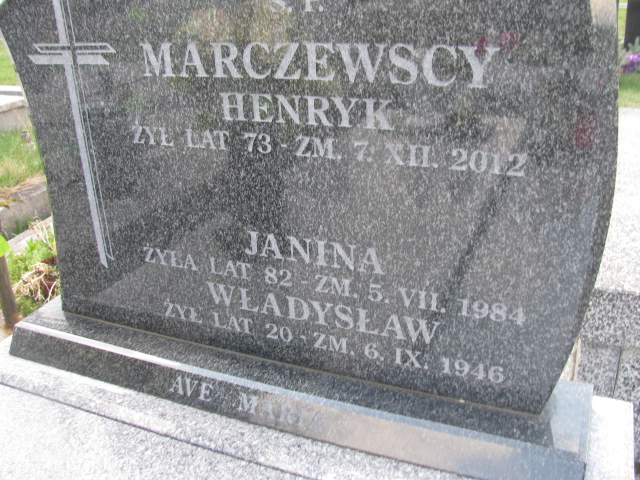 Ś. P.
MARCZEWSCY
HENRYK
ŻYŁ LAT 73 - ZM. 7. XII. 2012
JANINA
ŻYŁA LAT 82 - ZM. 5. VII. 1984
WŁADYSŁAW
ŻYŁ LAT 20 - ZM. 6. IX. 1946
AVE MARIA